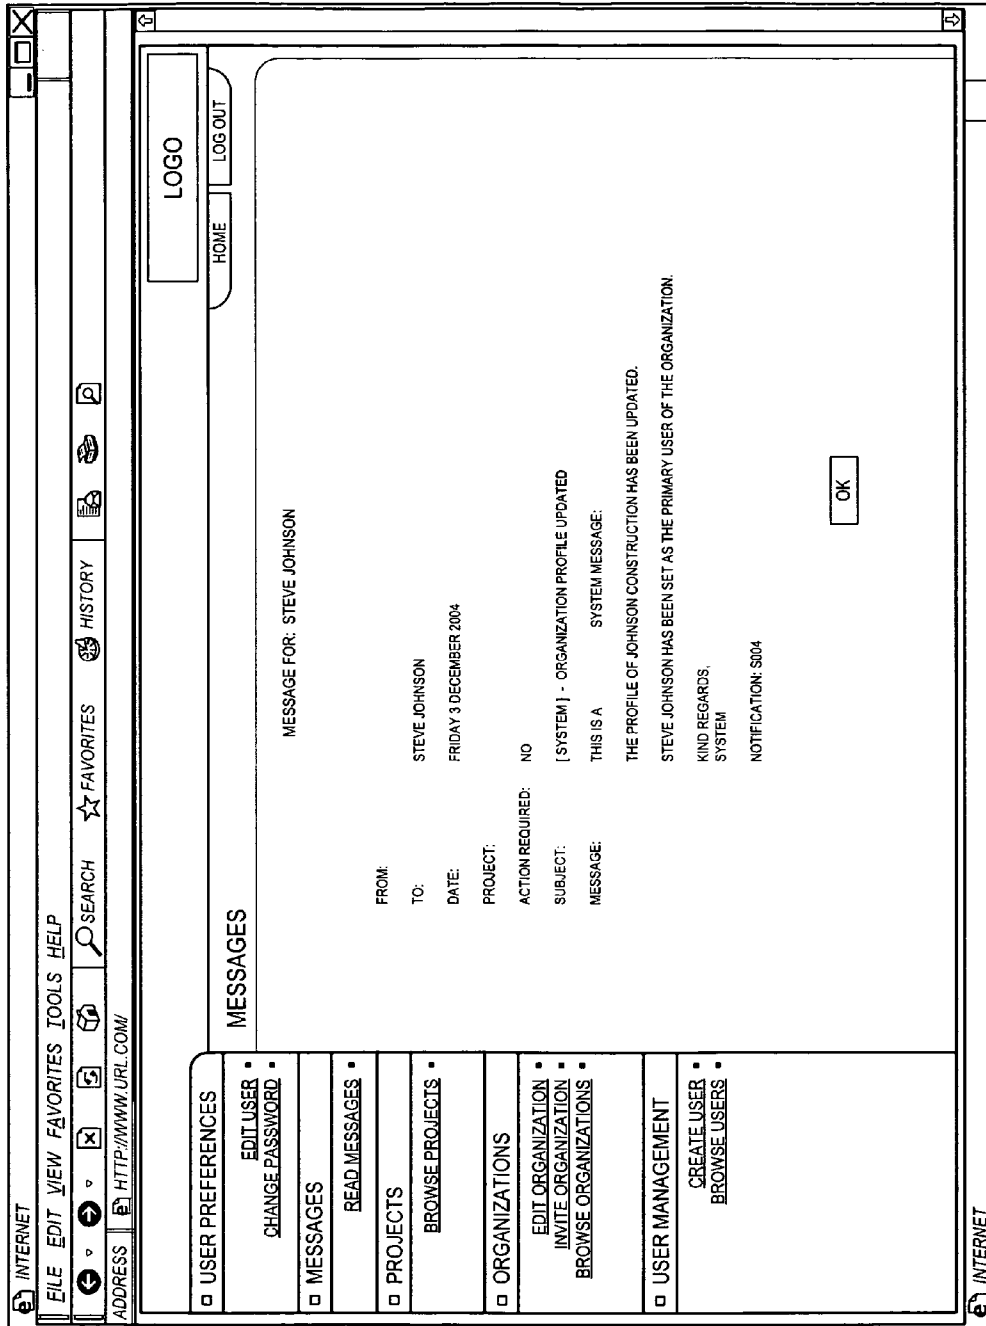 INTERNET
FILE EDIT VIEW FAVORITES TOOLS HELP
SEARCH FAVORITES HISTORY
ADDRESS HTTP://WWW.URL.COM/
LOGO
HOME LOG OUT
USER PREFERENCES
EDIT USER
CHANGE PASSWORD
MESSAGES
READ MESSAGES
PROJECTS
BROWSE PROJECTS
ORGANIZATIONS
EDIT ORGANIZATION
INVITE ORGANIZATION
BROWSE ORGANIZATIONS
USER MANAGEMENT
CREATE USER
BROWSE USERS
MESSAGES
MESSAGE FOR: STEVE JOHNSON
FROM:
TO: STEVE JOHNSON
DATE: FRIDAY 3 DECEMBER 2004
PROJECT:
ACTION REQUIRED: NO
SUBJECT: [ SYSTEM ] - ORGANIZATION PROFILE UPDATED
MESSAGE: THIS IS A SYSTEM MESSAGE:
THE PROFILE OF JOHNSON CONSTRUCTION HAS BEEN UPDATED.
STEVE JOHNSON HAS BEEN SET AS THE PRIMARY USER OF THE ORGANIZATION.
KIND REGARDS,
SYSTEM
NOTIFICATION: S004
OK
INTERNET